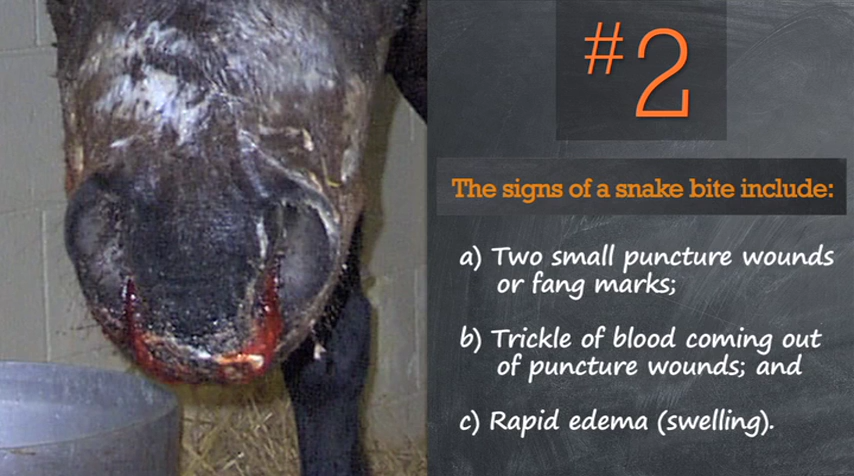 #2
The signs of a snake bite include:
a) Two small puncture wounds
or fang marks;
b) Trickle of blood coming out
of puncture wounds; and
c) Rapid edema (swelling).